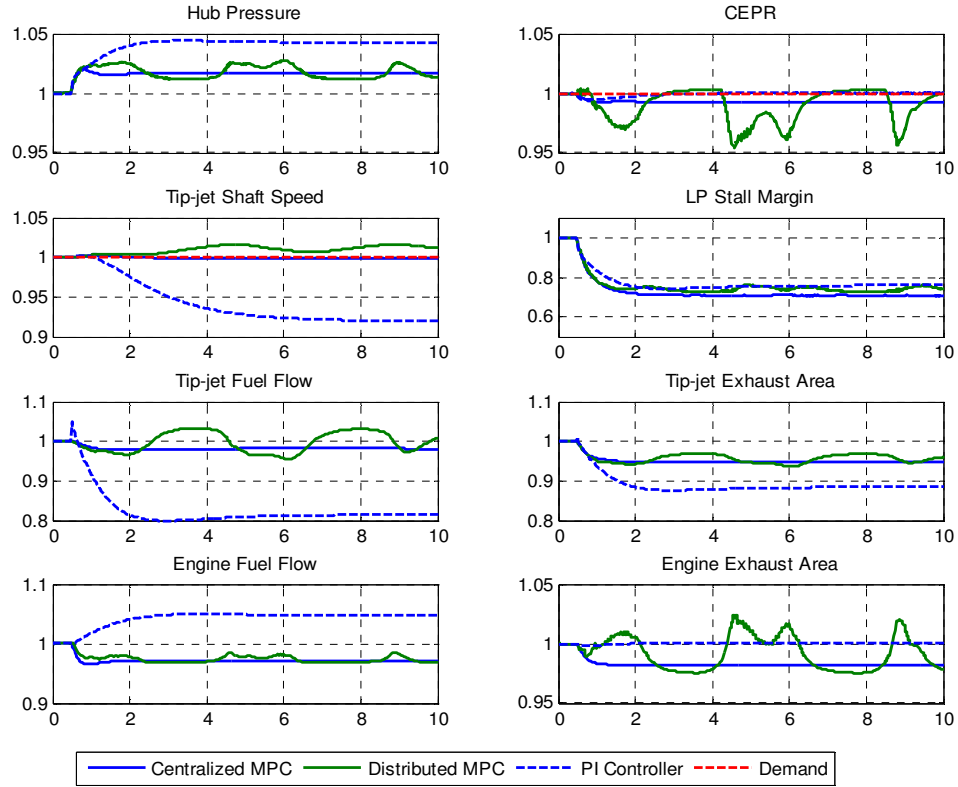 Hub Pressure
1.05
1
0.95
0 2 4 6 8 10
CEPR
1.05
1
0.95
0 2 4 6 8 10
Tip-jet Shaft Speed
1.05
1
0.95
0.9
0 2 4 6 8 10
LP Stall Margin
1
0.8
0.6
0 2 4 6 8 10
Tip-jet Fuel Flow
1.1
1
0.9
0.8
0 2 4 6 8 10
Tip-jet Exhaust Area
1.1
1
0.9
0.8
0 2 4 6 8 10
Engine Fuel Flow
1.1
1
0.9
0 2 4 6 8 10
Engine Exhaust Area
1.05
1
0.95
0 2 4 6 8 10
Centralized MPC Distributed MPC PI Controller Demand